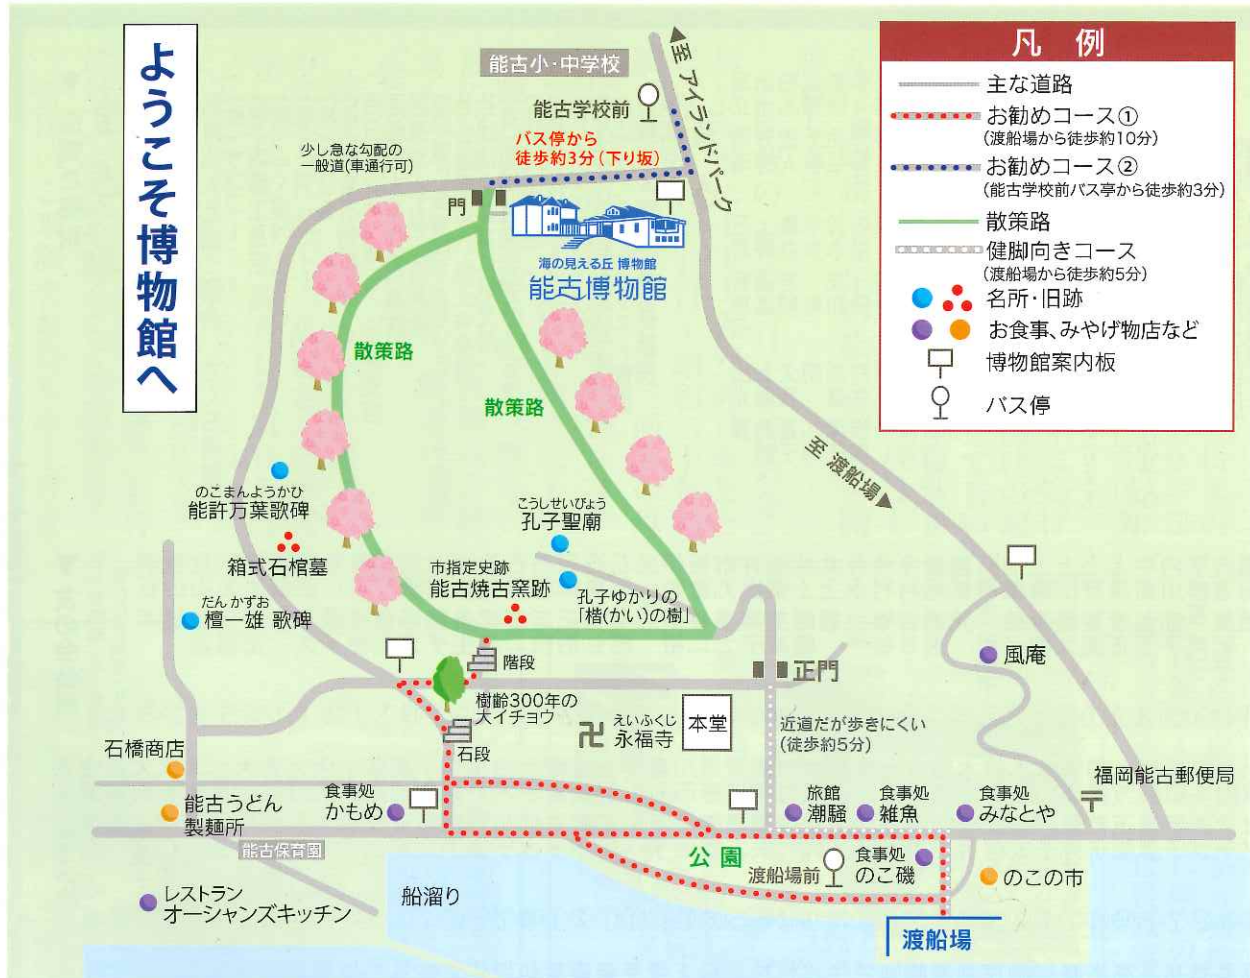 ようこそ博物館へ
能古小・中学校
能古学校前
バス停から
徒歩約3分(下り坂)
至 アイランドパーク
少し急な勾配の
一般道(車通行可)
門
海の見える丘 博物館
能古博物館
凡 例
主な道路
お勧めコース①
(渡船場から徒歩約10分)
お勧めコース②
(能古学校前バス亭から徒歩約3分)
散策路
健脚向きコース
(渡船場から徒歩約5分)
名所・旧跡
お食事、みやげ物店など
博物館案内板
バス停
散策路
散策路
至 渡船場
のこまんようかひ
能許万葉歌碑
箱式石棺墓
だん かずお
檀一雄 歌碑
こうしせいびょう
孔子聖廟
市指定史跡
能古焼古窯跡
孔子ゆかりの
「楷(かい)の樹」
階段
樹齢300年の
大イチョウ
石段
卍
えいふくじ
永福寺
本堂
正門
近道だが歩きにくい
(徒歩約5分)
風庵
石橋商店
能古うどん
製麺所
食事処
かもめ
旅館
潮騒
食事処
雑魚
食事処
みなとや
福岡能古郵便局
〒
能古保育園
公園
渡船場前
食事処
のこ磯
のこの市
レストラン
オーシャンズキッチン
船溜り
渡船場